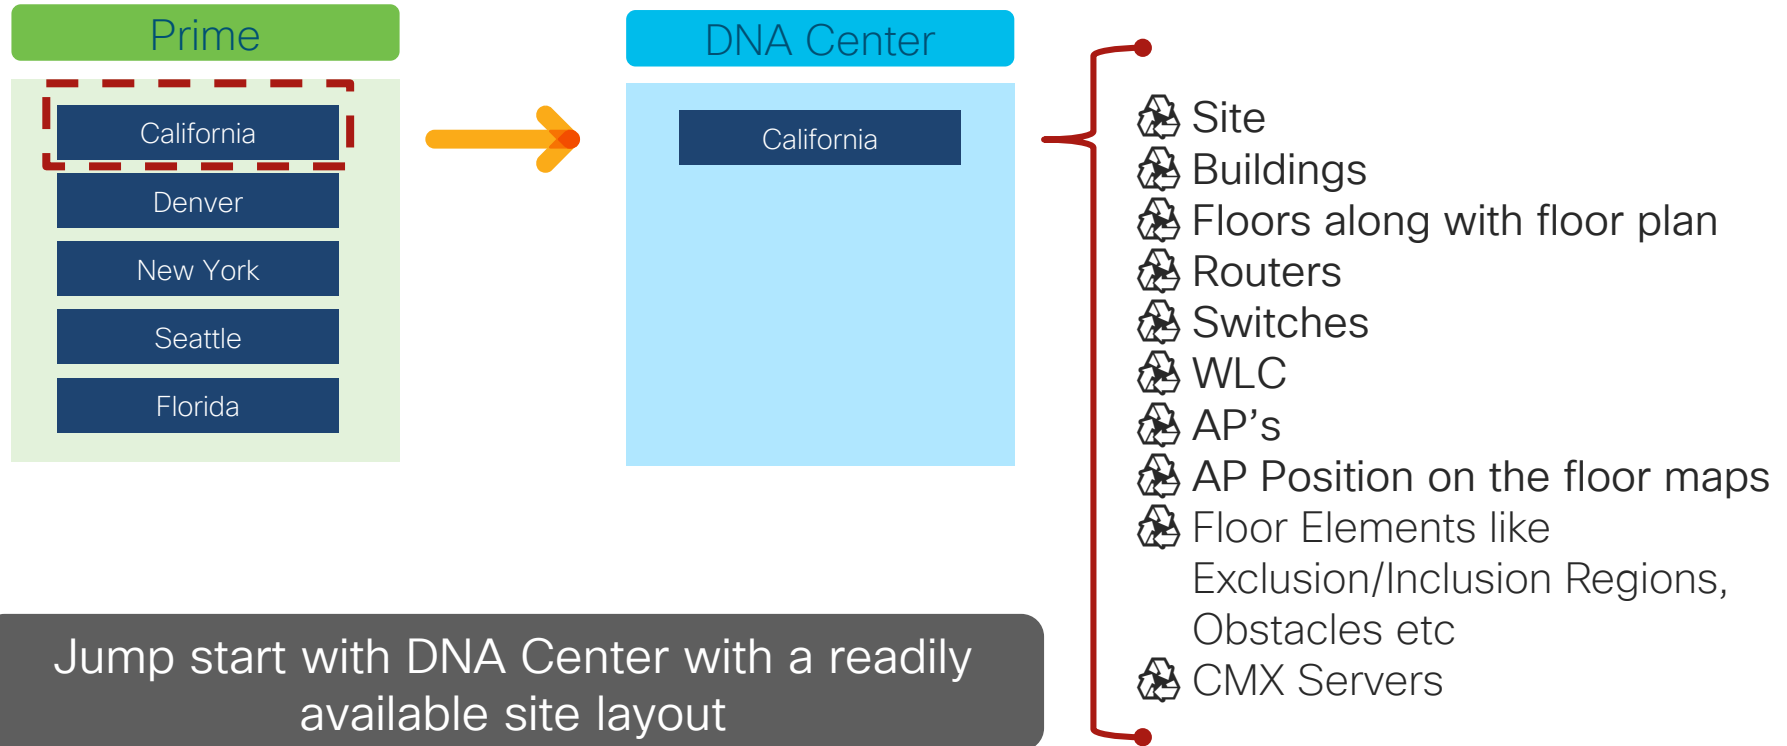 Prime
California
Denver
New York
Seattle
Florida
DNA Center
California
Site
Buildings
Floors along with floor plan
Routers
Switches
WLC
AP’s
AP Position on the floor maps
Floor Elements like
Exclusion/Inclusion Regions,
Obstacles etc
CMX Servers
Jump start with DNA Center with a readily
available site layout